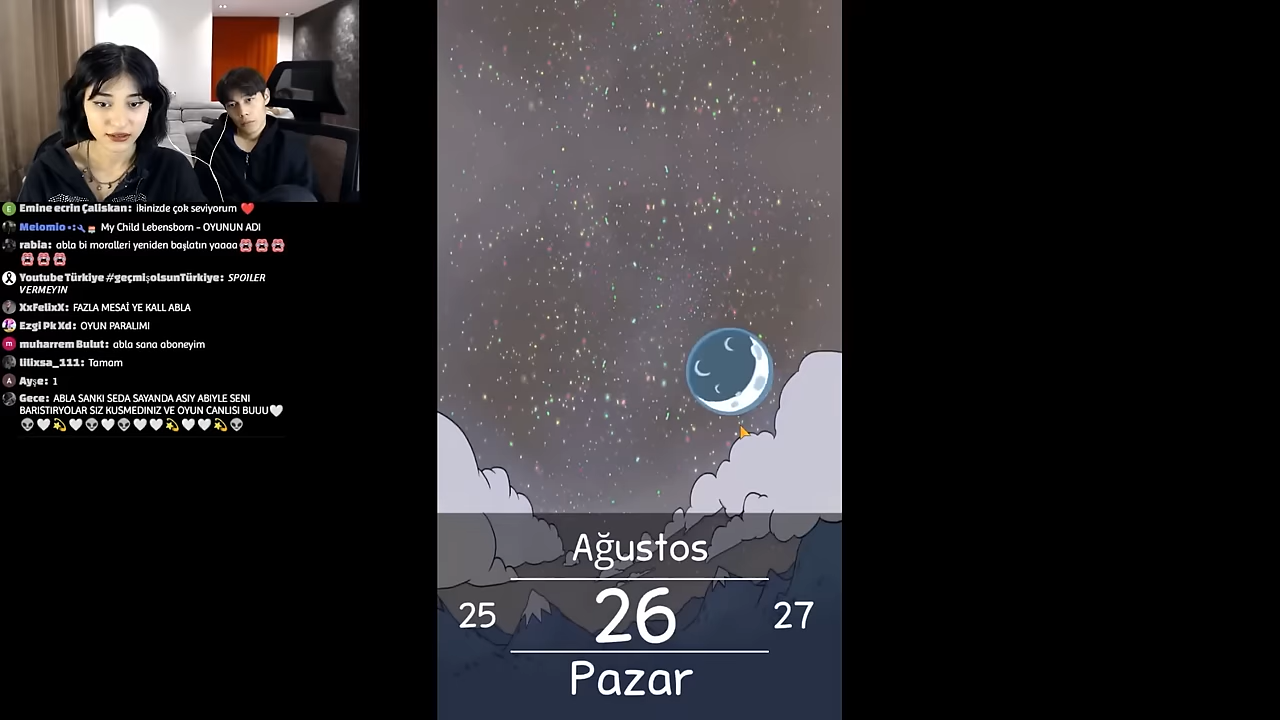 Emine ecrin Çaliskan: ikinizde çok seviyorum ❤️
Melomio My Child Lebensborn - OYUNUN ADI
rabia: abla bi moralleri yeniden başlatın yaaaa
Youtube Türkiye #geçmişolsunTürkiye: SPOILER
VERMEYIN
XxFelixX: FAZLA MESAİ YE KALL ABLA
Ezgi Pk Xd: OYUN PARALIMI
muharrem Bulut: abla sana aboneyim
lilixsa_111: Tamam
Ayşe: 1
Gece: ABLA SANKI SEDA SAYANDA ASIY ABIYLE SENI
BARISTIRYOLAR SIZ KUSMEDINIZ VE OYUN CANLISI BUUU🤍
👽🤍💫🤍👽🤍👽🤍🤍💫🤍🤍💫👽
Ağustos
25 26 27
Pazar